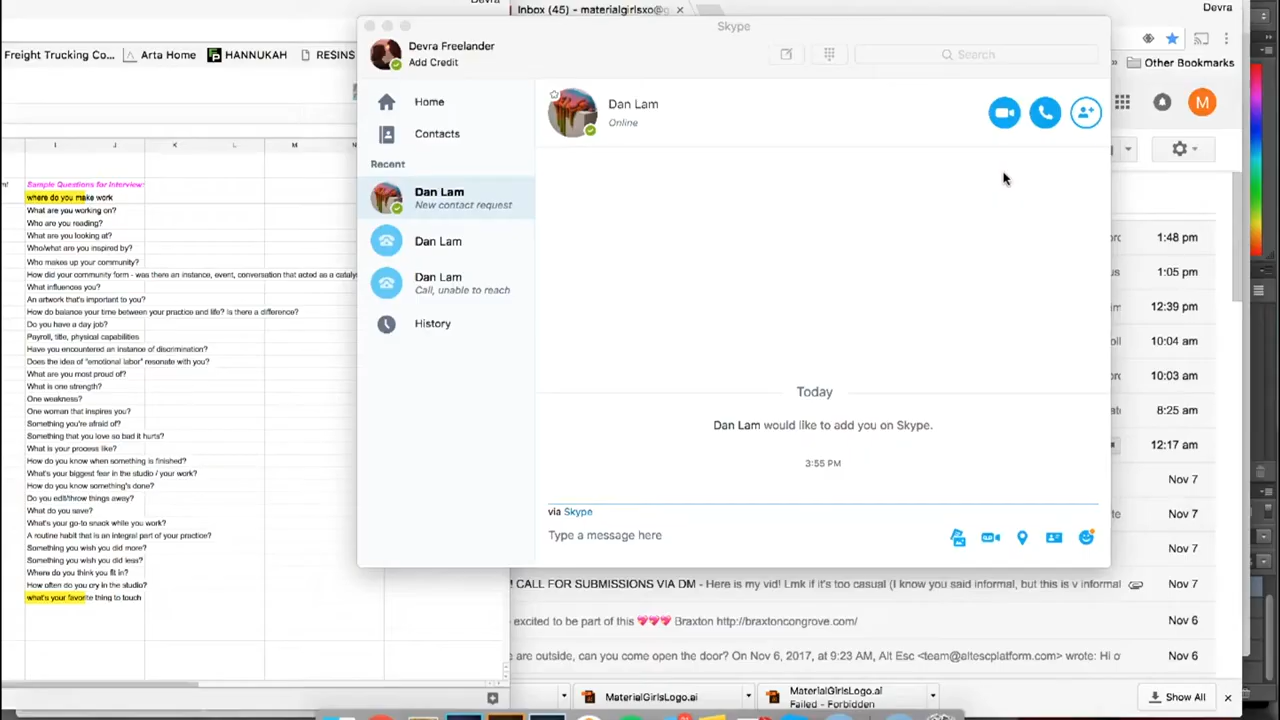 Devra
Inbox (45) - materialgirlsxo@
Devra
Skype
Devra Freelander
Add Credit
Search
Freight Trucking Co...
Arta Home
HANNUKAH
RESINS
Other Bookmarks
M
Home
Contacts
Recent
Dan Lam
New contact request
Dan Lam
Dan Lam
Call, unable to reach
History
Dan Lam
Online
Today
Dan Lam would like to add you on Skype.
3:55 PM
via Skype
Type a message here
I J K L M N
Sample Questions for Interview:
where do you make work
What are you working on?
Who are you reading?
What are you looking at?
Who/what are you inspired by?
Who makes up your community?
How did your community form - was there an instance, event, conversation that acted as a cataly
What influences you?
An artwork that's important to you?
How do balance your time between your practice and life? Is there a difference?
Do you have a day job?
Payroll, title, physical capabilities
Have you encountered an instance of discrimination?
Does the idea of "emotional labor" resonate with you?
What are you most proud of?
What is one strength?
One weakness?
One woman that inspires you?
Something you're afraid of?
Something that you love so bad it hurts?
What is your process like?
How do you know when something is finished?
What's your biggest fear in the studio / your work?
How do you know something's done?
Do you edit/throw things away?
What do you save?
What's your go-to snack while you work?
A routine habit that is an integral part of your practice?
Something you wish you did more?
Something you wish you did less?
Where do you think you fit in?
How often do you cry in the studio?
what's your favorite thing to touch
1:48 pm
1:05 pm
12:39 pm
10:04 am
10:03 am
8:25 am
12:17 am
Nov 7
Nov 7
Nov 7
! CALL FOR SUBMISSIONS VIA DM - Here is my vid! Lmk if it's too casual (I know you said informal, but this is v informal
Nov 7
excited to be part of this 💖💖💖 Braxton http://braxtoncongrove.com/
Nov 6
are outside, can you come open the door? On Nov 6, 2017, at 9:23 AM, Alt Esc <team@altescplatform.com> wrote: Hi o
Nov 6
MaterialGirlsLogo.ai
MaterialGirlsLogo.ai
Failed - Forbidden
Show All